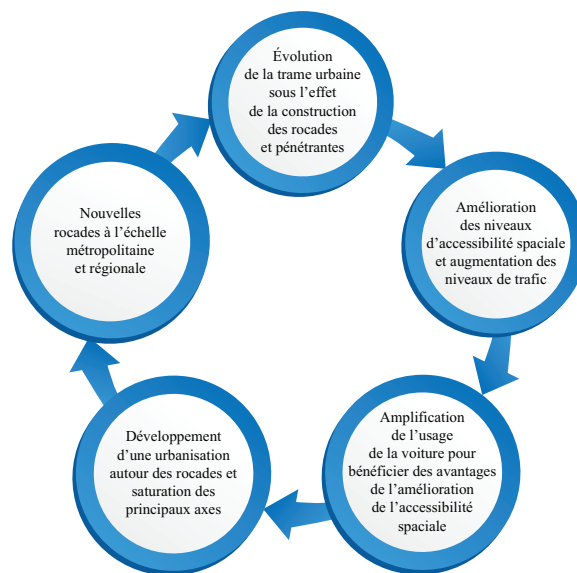 Évolution
de la trame urbaine
sous l’effet
de la construction
des rocades
et pénétrantes
Amélioration
des niveaux
d’accessibilité spaciale
et augmentation des
niveaux de trafic
Amplification
de l’usage
de la voiture pour
bénéficier des avantages
de l’amélioration
de l’accessibilité
spaciale
Développement
d’une urbanisation
autour des rocades et
saturation des
principaux axes
Nouvelles
rocades à l’échelle
métropolitaine
et régionale